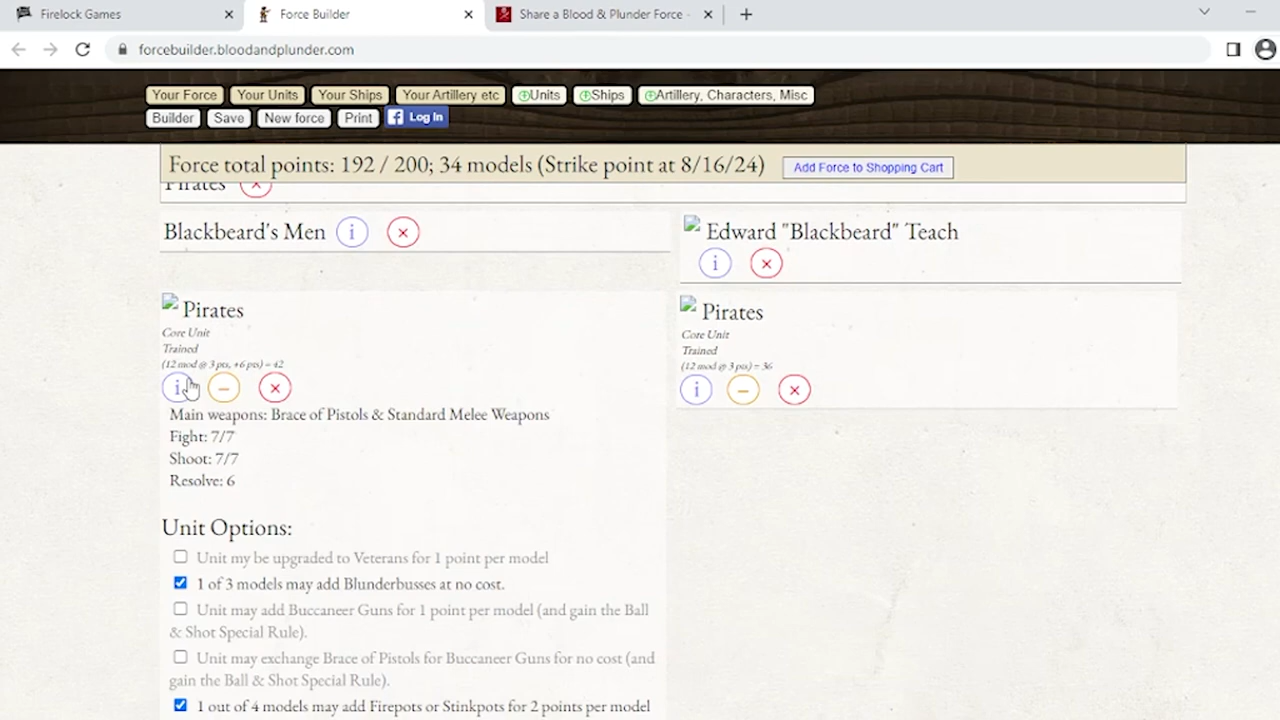 Firelock Games
Force Builder
Share a Blood & Plunder Force -
forcebuilder.bloodandplunder.com
Your Force
Your Units
Your Ships
Your Artillery etc
Units
Ships
Artillery, Characters, Misc
Builder
Save
New force
Print
Log In
Force total points: 192 / 200; 34 models (Strike point at 8/16/24)
Add Force to Shopping Cart
Pirates
Blackbeard's Men
Edward "Blackbeard" Teach
Pirates
Core Unit
Trained
(12 mod @ 3 pts, +6 pts) = 42
Main weapons: Brace of Pistols & Standard Melee Weapons
Fight: 7/7
Shoot: 7/7
Resolve: 6
Unit Options:
Unit my be upgraded to Veterans for 1 point per model
1 of 3 models may add Blunderbusses at no cost.
Unit may add Buccaneer Guns for 1 point per model (and gain the Ball
& Shot Special Rule).
Unit may exchange Brace of Pistols for Buccaneer Guns for no cost (and
gain the Ball & Shot Special Rule).
1 out of 4 models may add Firepots or Stinkpots for 2 points per model
Pirates
Core Unit
Trained
(12 mod @ 3 pts) = 36